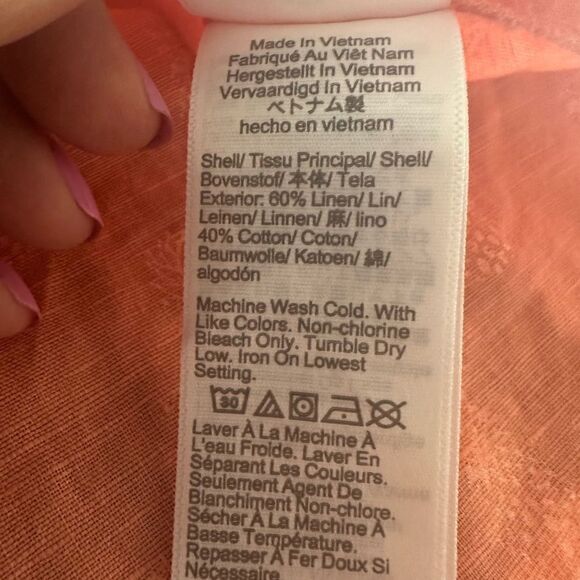 Made In Vietnam
Fabriqué Au Viêt Nam
Hergestellt In Vietnam
Vervaardigd In Vietnam
ベトナム製
hecho en vietnam
Shell/ Tissu Principal/ Shell/
Bovenstof/ 本体/ Tela
Exterior: 60% Linen/ Lin/
Leinen/ Linnen/ 麻/ lino
40% Cotton/ Coton/
Baumwolle/ Katoen/ 綿/
algodón
Machine Wash Cold. With
Like Colors. Non-chlorine
Bleach Only. Tumble Dry
Low. Iron On Lowest
Setting.
30
Laver À La Machine À
L'eau Froide. Laver En
Séparant Les Couleurs.
Seulement Agent De
Blanchiment Non-chlore.
Sécher À La Machine À
Basse Température.
Repasser À Fer Doux Si
Nécessaire